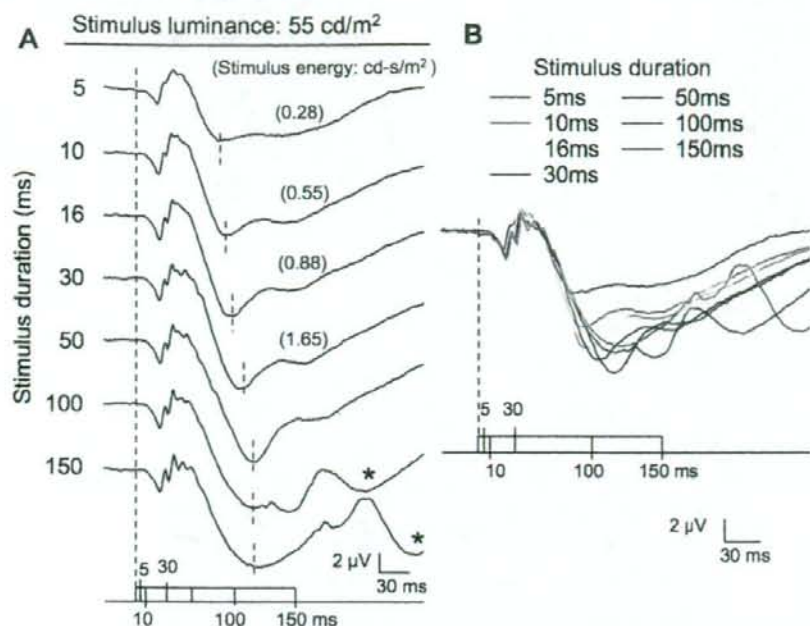 Stimulus luminance: 55 cd/m²
A
(Stimulus energy: cd-s/m²)
Stimulus duration (ms)
5
(0.28)
10
(0.55)
16
(0.88)
30
(1.65)
50
100
*
150
*
2 µV
30 ms
5 30
10 100 150 ms
B
Stimulus duration
5ms 50ms
10ms 100ms
16ms 150ms
30ms
5 30
10 100 150 ms
2 µV
30 ms